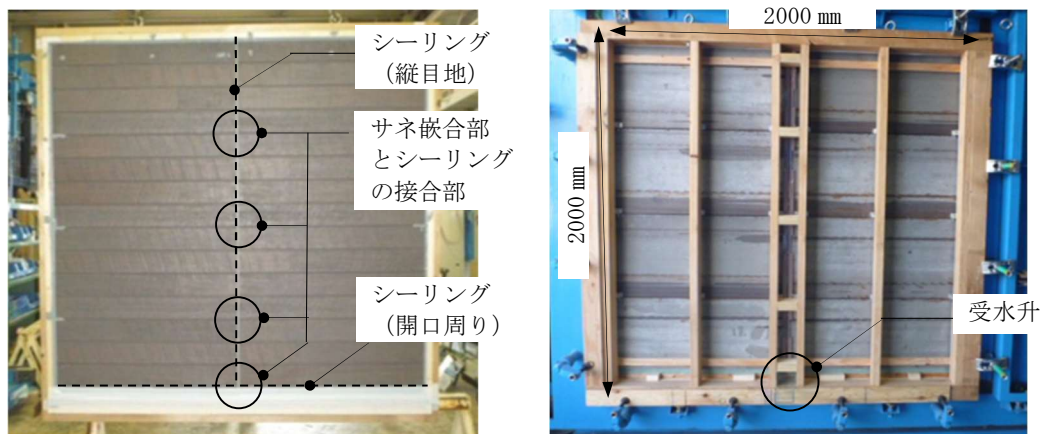 シーリング
（縦目地）
サネ嵌合部
とシーリング
の接合部
シーリング
（開口周り）
2000 mm
2000 mm
受水升